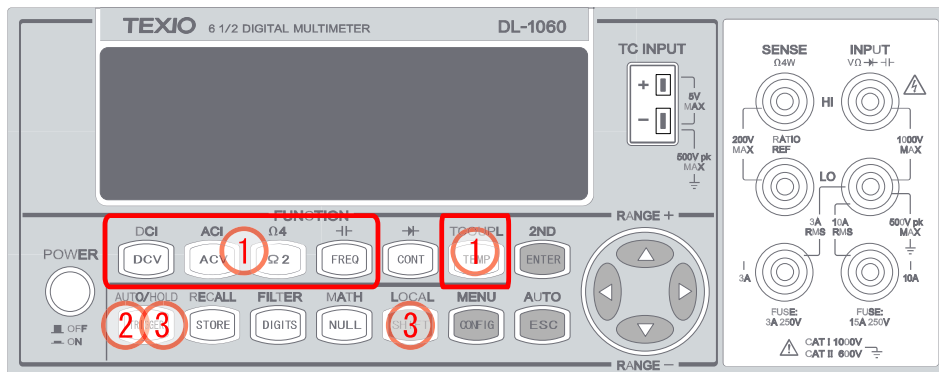 TEXIO 6 1/2 DIGITAL MULTIMETER DL-1060
TC INPUT
+
−
5V
MAX
500V pk
MAX
SENSE
Ω4W
INPUT
VΩ
HI
200V
MAX
RATIO
REF
1000V
MAX
LO
3A
RMS
10A
RMS
500V pk
MAX
3A
10A
FUSE:
3A 250V
FUSE:
15A 250V
CAT I 1000V
CAT II 600V
FUNCTION
DCI ACI Ω4 TCOUPL 2ND
DCV ACV Ω2 FREQ CONT TEMP ENTER
1 1
POWER
OFF
ON
AUTO/HOLD RECALL FILTER MATH LOCAL MENU AUTO
TRIGGER STORE DIGITS NULL SHIFT CONFIG ESC
2 3 3
RANGE +
RANGE −